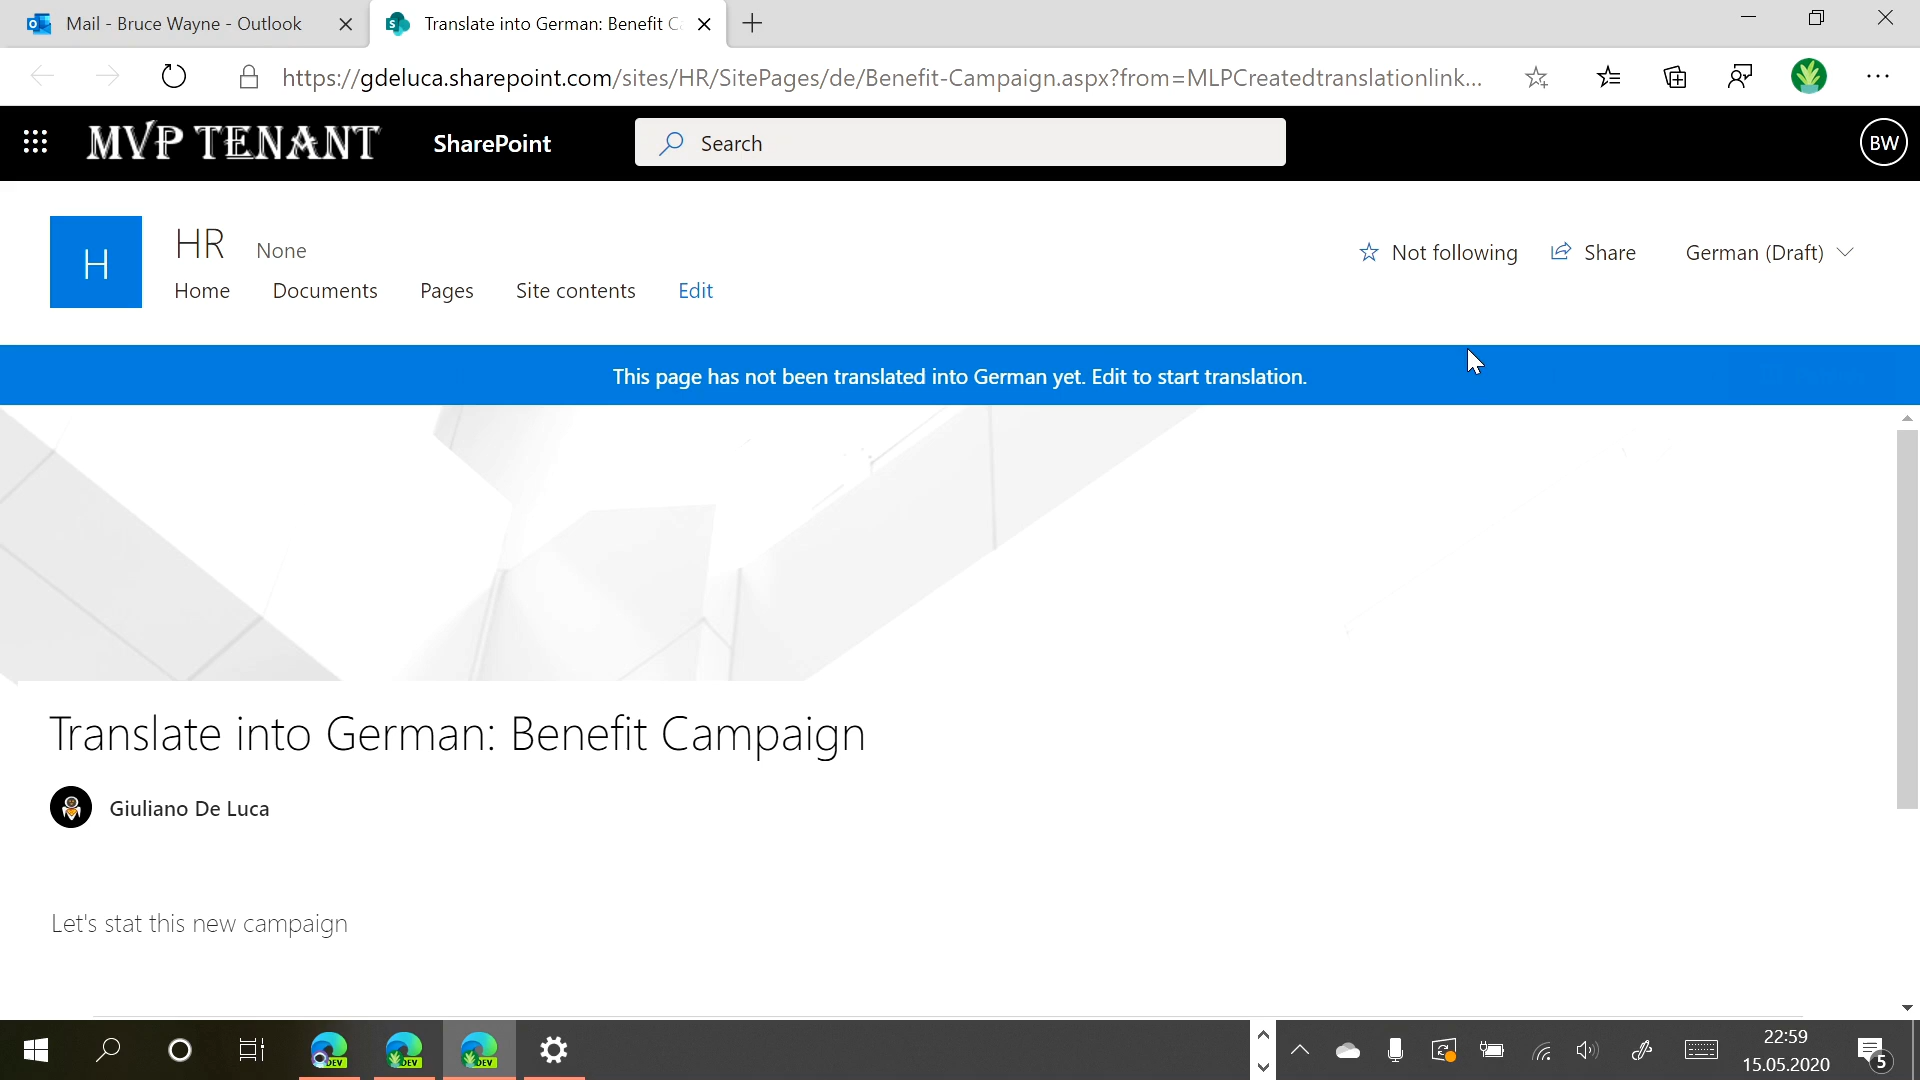 Mail - Bruce Wayne - Outlook
Translate into German: Benefit C
https://gdeluca.sharepoint.com/sites/HR/SitePages/de/Benefit-Campaign.aspx?from=MLPCreatedtranslationlink...
MVP TENANT
SharePoint
Search
BW
H
HR
None
Not following
Share
German (Draft)
Home
Documents
Pages
Site contents
Edit
This page has not been translated into German yet. Edit to start translation.
Translate into German: Benefit Campaign
Giuliano De Luca
Let's stat this new campaign
DEV
DEV
DEV
22:59
15.05.2020
5